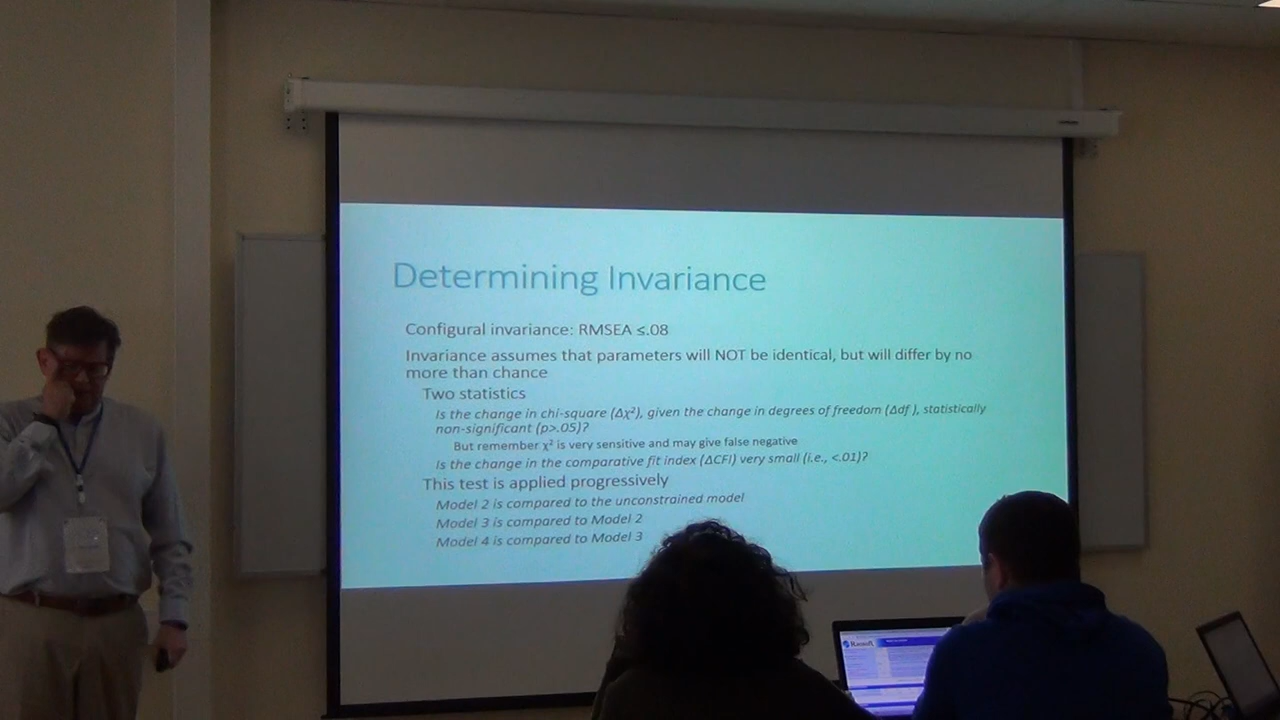 Determining Invariance
Configural invariance: RMSEA ≤.08
Invariance assumes that parameters will NOT be identical, but will differ by no
more than chance
Two statistics
Is the change in chi-square (Δχ²), given the change in degrees of freedom (Δdf ), statistically
non-significant (p>.05)?
But remember χ² is very sensitive and may give false negative
Is the change in the comparative fit index (ΔCFI) very small (i.e., <.01)?
This test is applied progressively
Model 2 is compared to the unconstrained model
Model 3 is compared to Model 2
Model 4 is compared to Model 3